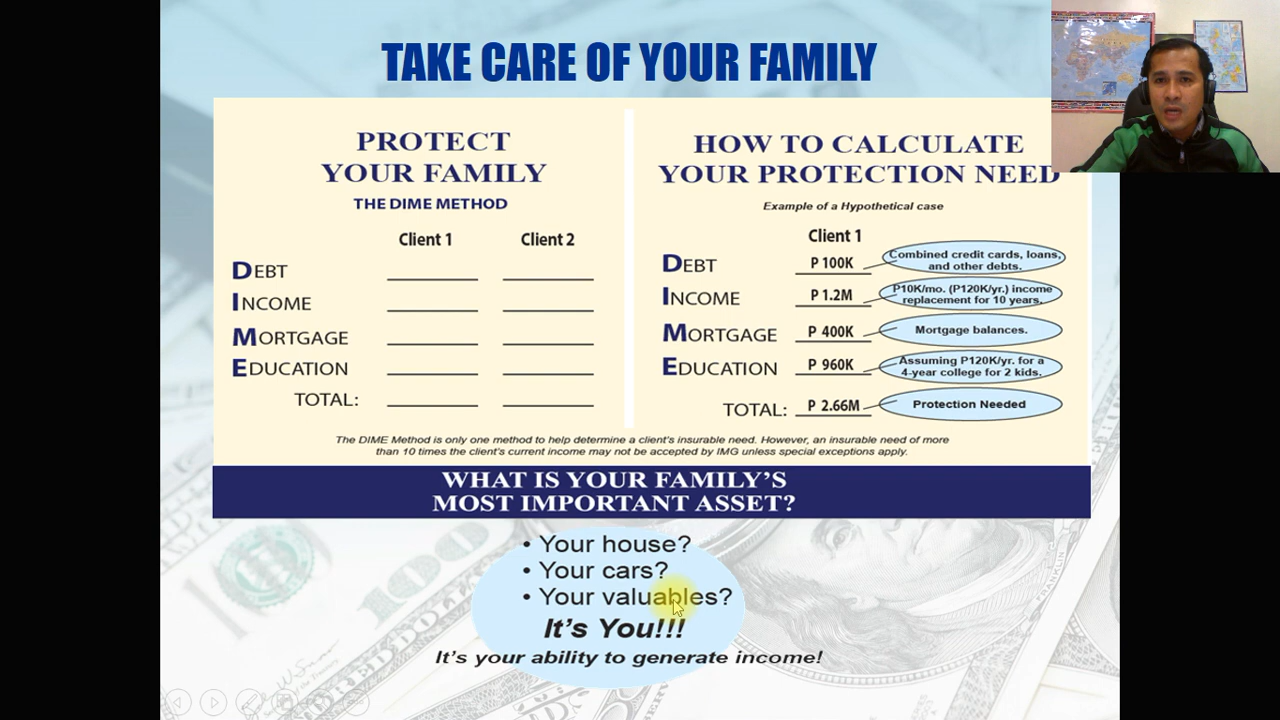 TAKE CARE OF YOUR FAMILY
PROTECT
YOUR FAMILY
THE DIME METHOD
Client 1 Client 2
DEBT
INCOME
MORTGAGE
EDUCATION
TOTAL:
HOW TO CALCULATE
YOUR PROTECTION NEED
Example of a Hypothetical case
Client 1
DEBT P 100K Combined credit cards, loans,
and other debts.
INCOME P 1.2M P10K/mo. (P120K/yr.) income
replacement for 10 years.
MORTGAGE P 400K Mortgage balances.
EDUCATION P 960K Assuming P120K/yr. for a
4-year college for 2 kids.
TOTAL: P 2.66M Protection Needed
The DIME Method is only one method to help determine a client's insurable need. However, an insurable need of more
than 10 times the client's current income may not be accepted by IMG unless special exceptions apply.
WHAT IS YOUR FAMILY'S
MOST IMPORTANT ASSET?
• Your house?
• Your cars?
• Your valuables?
It's You!!!
It's your ability to generate income!
100
FRANKLIN